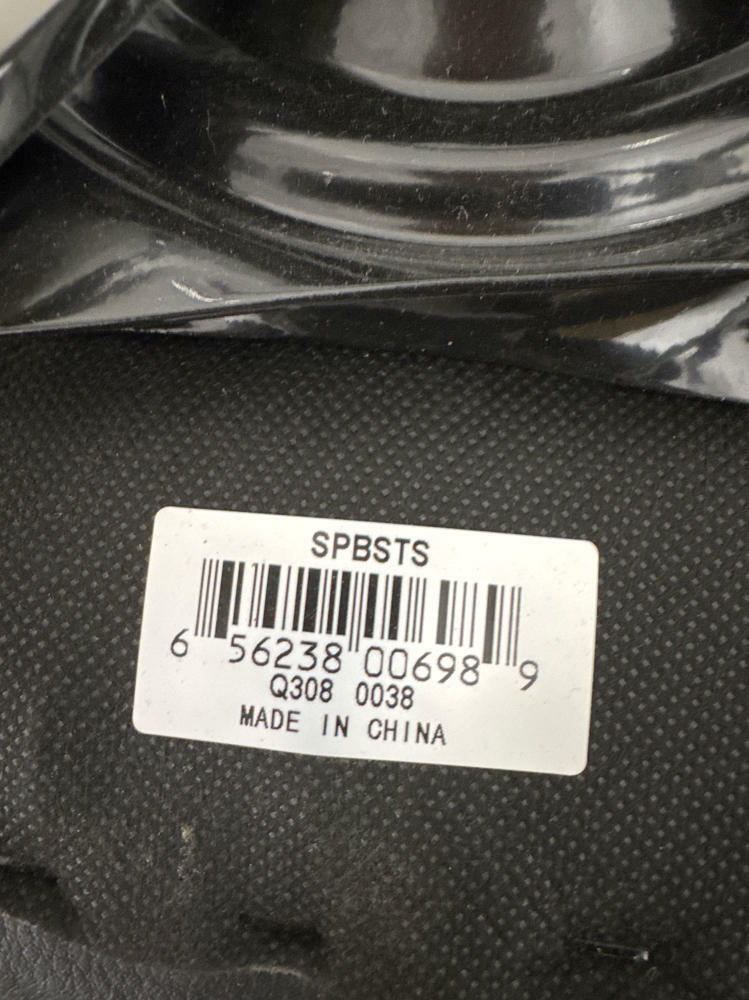 SPBSTS
6 56238 00698 9
Q308 0038
MADE IN CHINA